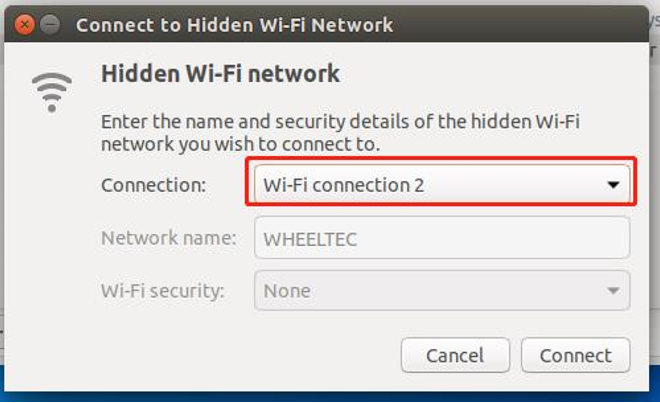 Connect to Hidden Wi-Fi Network
Hidden Wi-Fi network
Enter the name and security details of the hidden Wi-Fi
network you wish to connect to.
Connection: Wi-Fi connection 2
Network name: WHEELTEC
Wi-Fi security: None
Cancel Connect